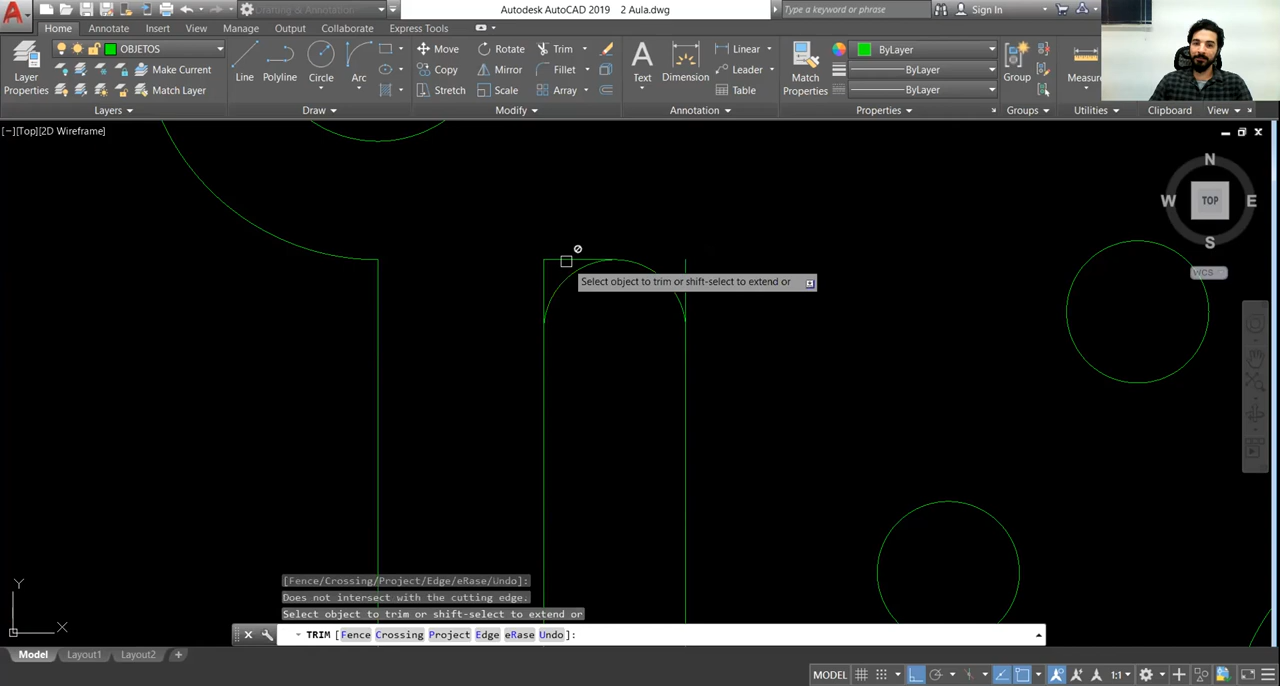 Drafting & Annotation
Autodesk AutoCAD 2019 2 Aula.dwg
Type a keyword or phrase
Sign In
Home Annotate Insert View Manage Output Collaborate Express Tools
Layer Properties
OBJETOS
Make Current
Match Layer
Line
Polyline
Circle
Arc
Move
Rotate
Trim
Copy
Mirror
Fillet
Stretch
Scale
Array
Text
Dimension
Linear
Leader
Table
Match Properties
ByLayer
ByLayer
ByLayer
Group
Measure
Layers
Draw
Modify
Annotation
Properties
Groups
Utilities
Clipboard
View
[−][Top][2D Wireframe]
N
W TOP E
S
WCS
Select object to trim or shift-select to extend or
[Fence/Crossing/Project/Edge/eRase/Undo]:
Does not intersect with the cutting edge.
Select object to trim or shift-select to extend or
TRIM [Fence Crossing Project Edge eRase Undo]:
Y
X
Model Layout1 Layout2 +
MODEL
1:1